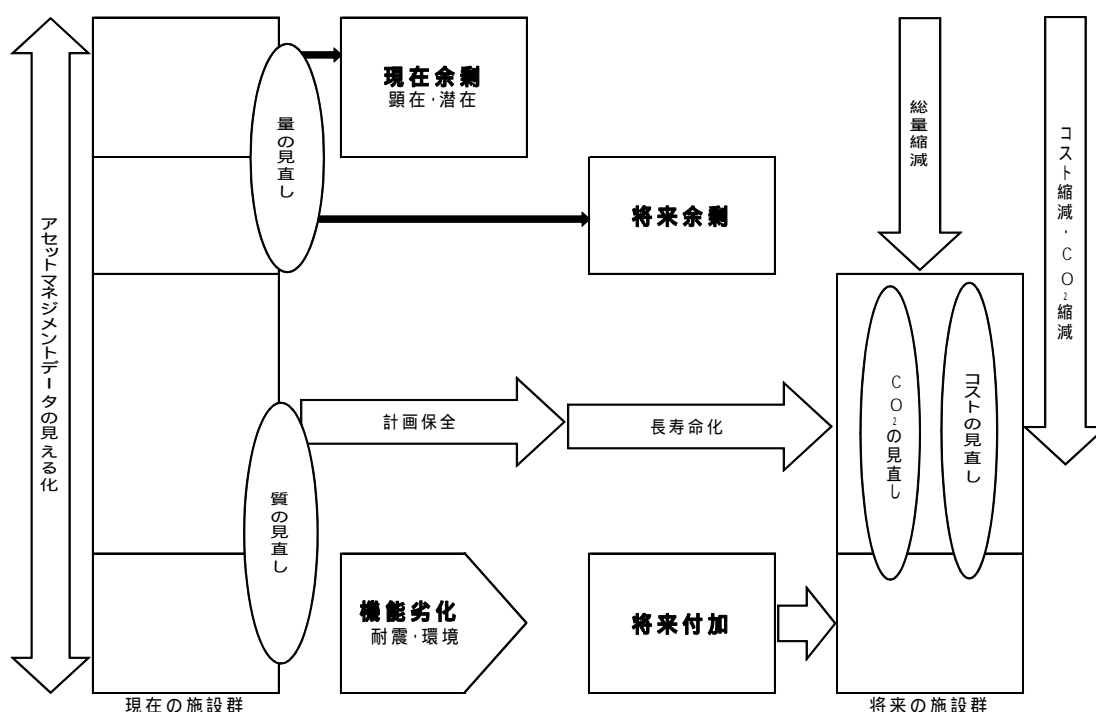 アセットマネジメントデータの見える化
量の見直し
現在余剰
顕在・潜在
将来余剰
総量縮減
コスト縮減・CO2縮減
計画保全
長寿命化
CO2の見直し
コストの見直し
質の見直し
機能劣化
耐震・環境
将来付加
現在の施設群
将来の施設群